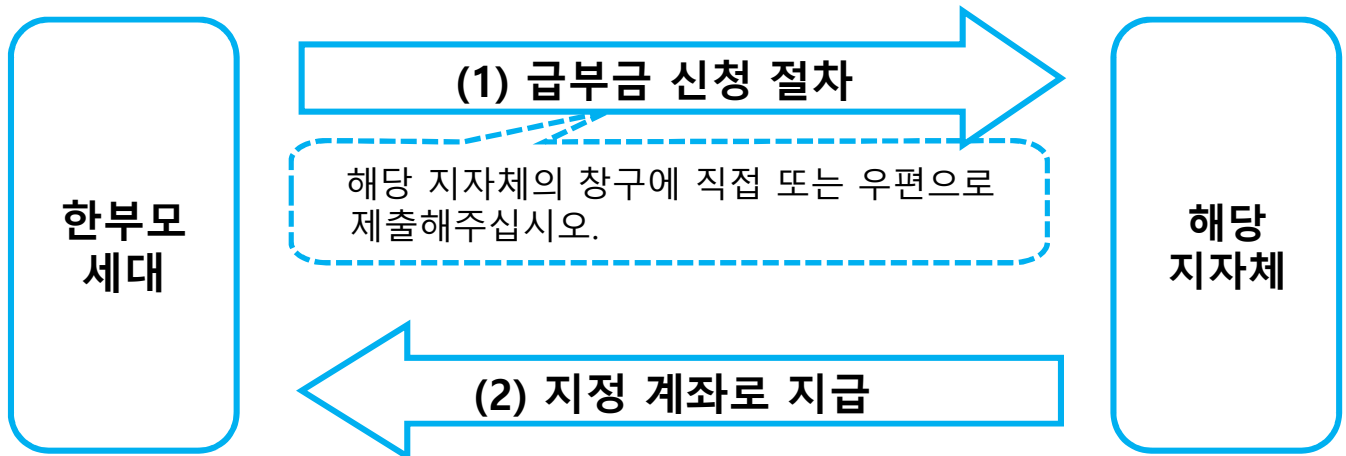 한부모
세대
(1) 급부금 신청 절차
해당 지자체의 창구에 직접 또는 우편으로
제출해주십시오.
(2) 지정 계좌로 지급
해당
지자체